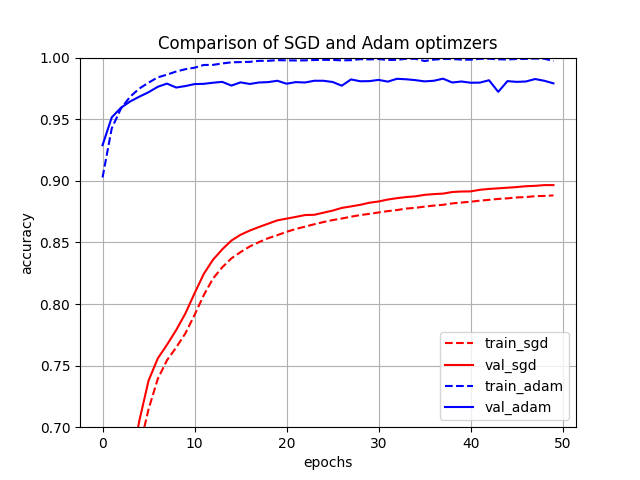 Comparison of SGD and Adam optimzers
accuracy
1.00
0.95
0.90
0.85
0.80
0.75
0.70
train_sgd
val_sgd
train_adam
val_adam
0 10 20 30 40 50
epochs